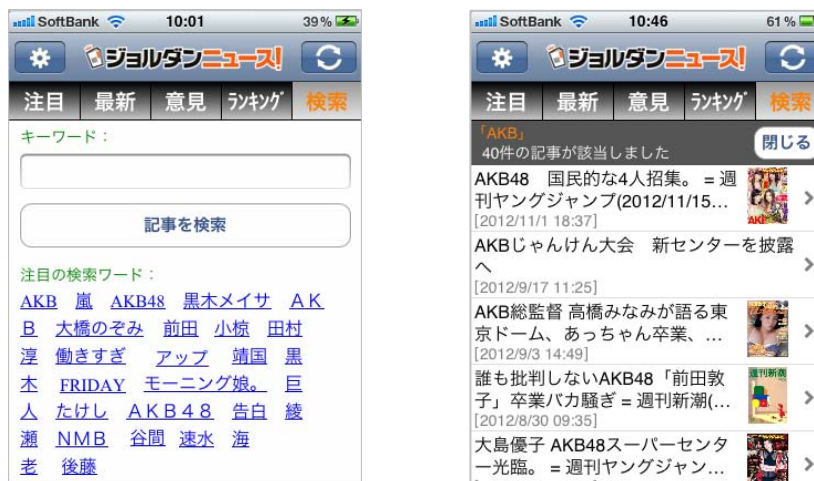 SoftBank 10:01 39%
ジョルダンニュース!
注目 最新 意見 ランキング 検索
キーワード：
記事を検索
注目の検索ワード：
AKB 嵐 AKB48 黒木メイサ ＡＫ
Ｂ 大橋のぞみ 前田 小椋 田村
淳 働きすぎ アップ 靖国 黒
木 FRIDAY モーニング娘。 巨
人 たけし ＡＫＢ４８ 告白 綾
瀬 ＮＭＢ 谷間 速水 海
老 後藤
SoftBank 10:46 61%
ジョルダンニュース!
注目 最新 意見 ランキング 検索
「AKB」
40件の記事が該当しました
閉じる
AKB48　国民的な4人招集。 = 週
刊ヤングジャンプ(2012/11/15...
[2012/11/1 18:37]
AKBじゃんけん大会　新センターを披露
へ
[2012/9/17 11:25]
AKB総監督 高橋みなみが語る東
京ドーム、あっちゃん卒業、...
[2012/9/3 14:49]
誰も批判しないAKB48「前田敦
子」卒業バカ騒ぎ = 週刊新潮(...
[2012/8/30 09:35]
大島優子 AKB48スーパーセンタ
ー光臨。 = 週刊ヤングジャン...